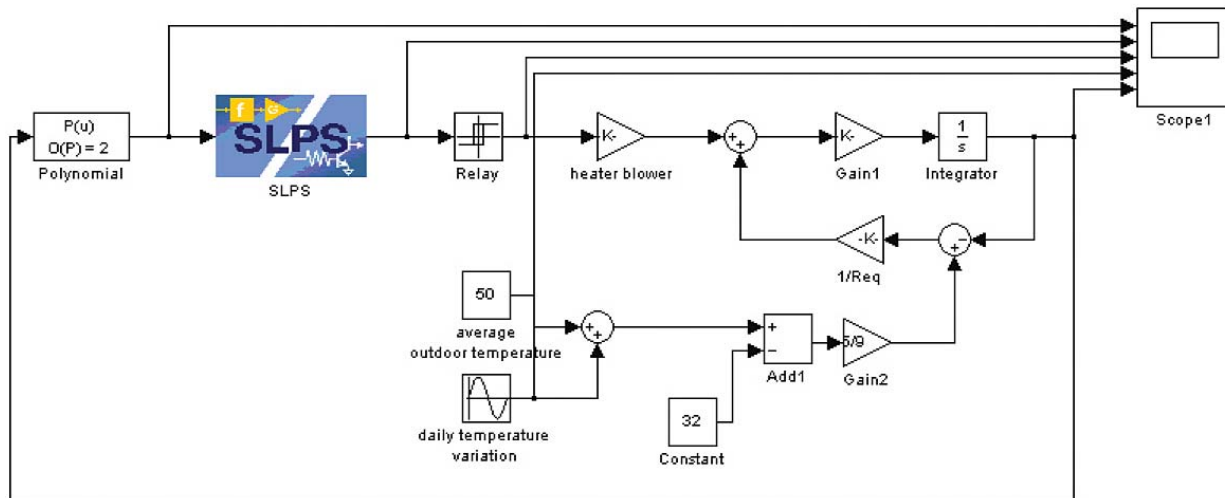 P(u)
O(P) = 2
Polynomial
f
G
SLPS
SLPS
Relay
K-
heater blower
+
+
K-
Gain1
1
s
Integrator
Scope1
-K-
1/Req
+
−
50
average
outdoor temperature
+
+
daily temperature
variation
32
Constant
+
−
Add1
5/9
Gain2